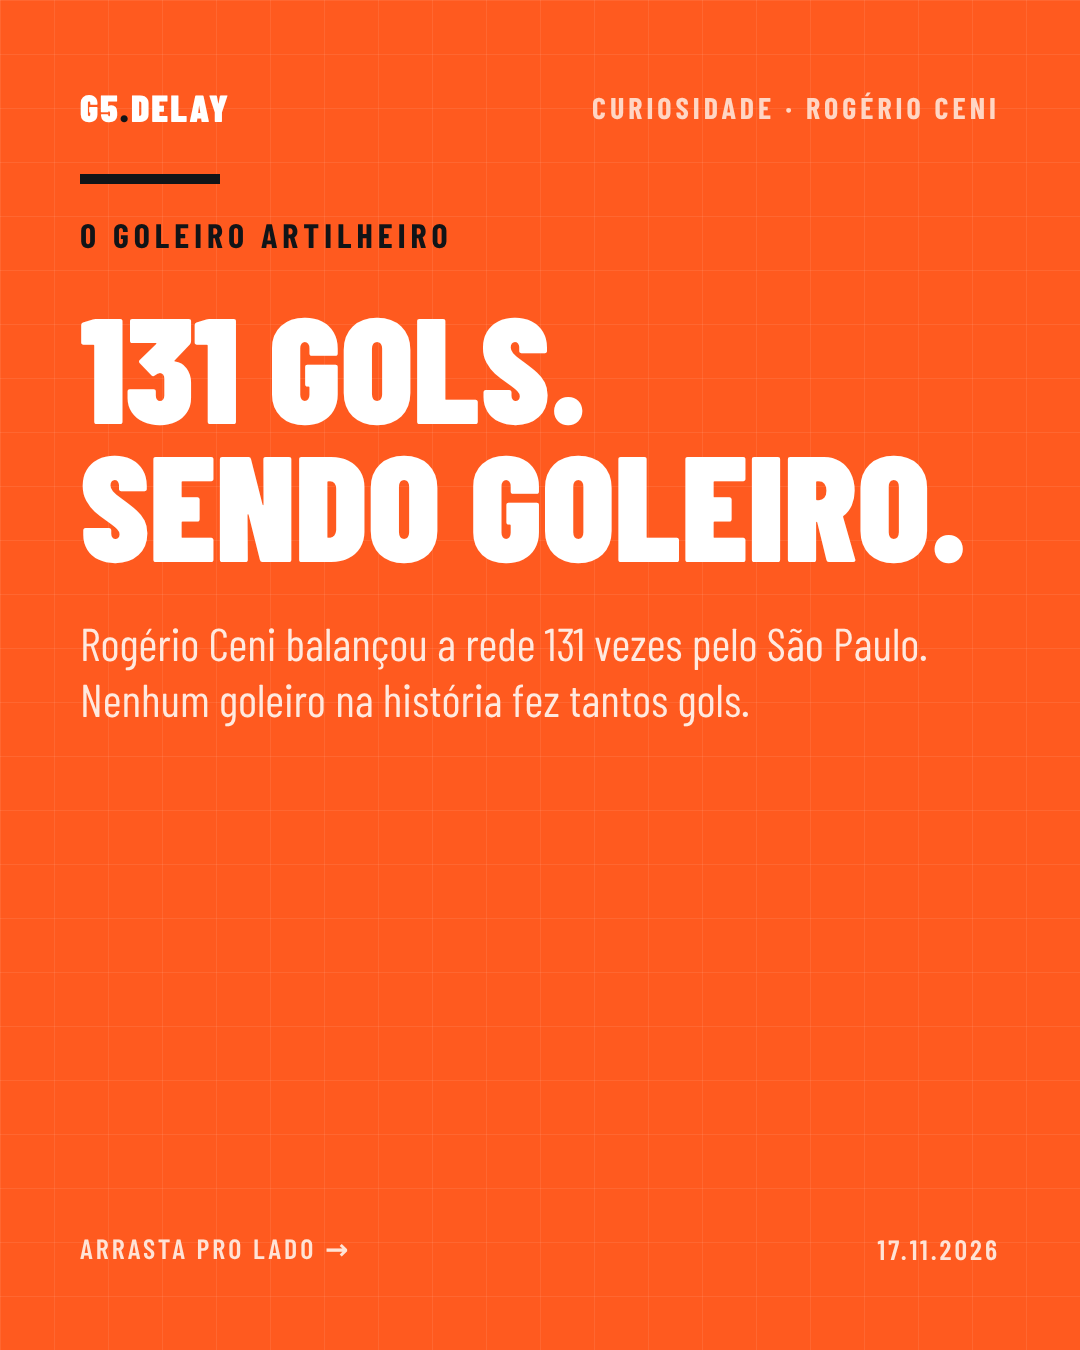 G5.DELAY
CURIOSIDADE · ROGÉRIO CENI
O GOLEIRO ARTILHEIRO
131 GOLS.
SENDO GOLEIRO.
Rogério Ceni balançou a rede 131 vezes pelo São Paulo.
Nenhum goleiro na história fez tantos gols.
ARRASTA PRO LADO →
17.11.2026